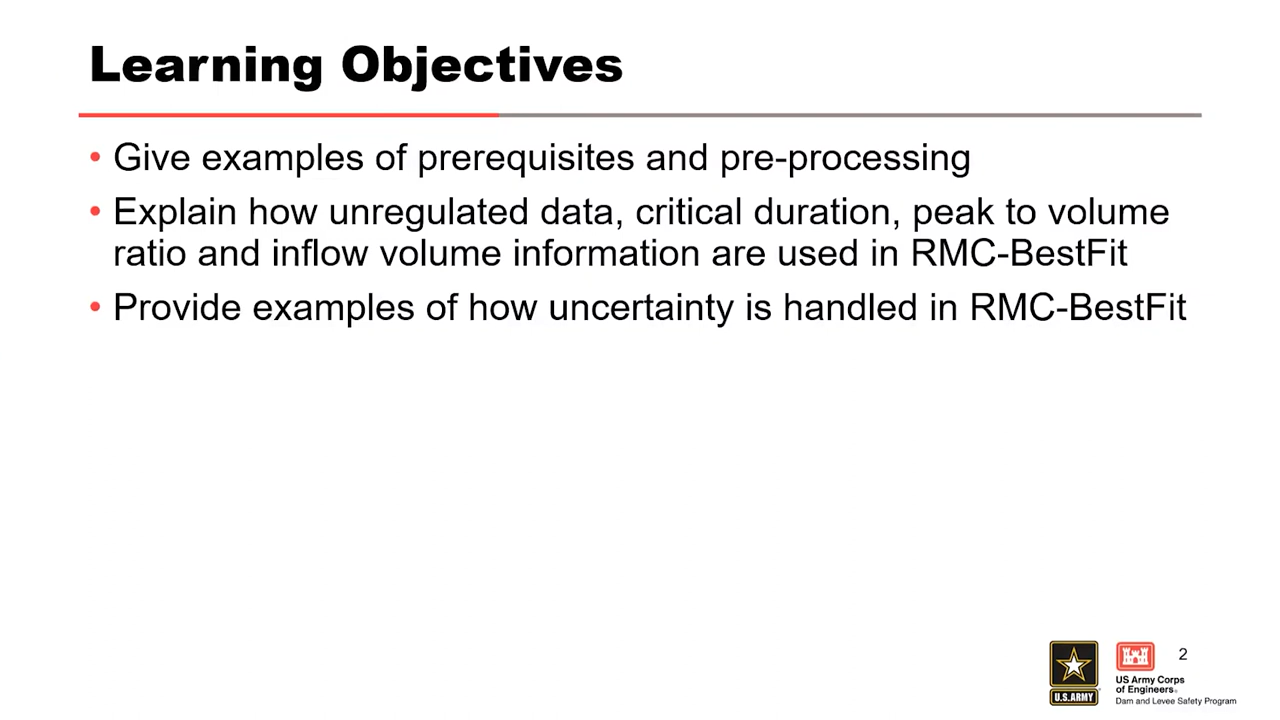 Learning Objectives
• Give examples of prerequisites and pre-processing
• Explain how unregulated data, critical duration, peak to volume
ratio and inflow volume information are used in RMC-BestFit
• Provide examples of how uncertainty is handled in RMC-BestFit
2
U.S. ARMY
US Army Corps
of Engineers®
Dam and Levee Safety Program